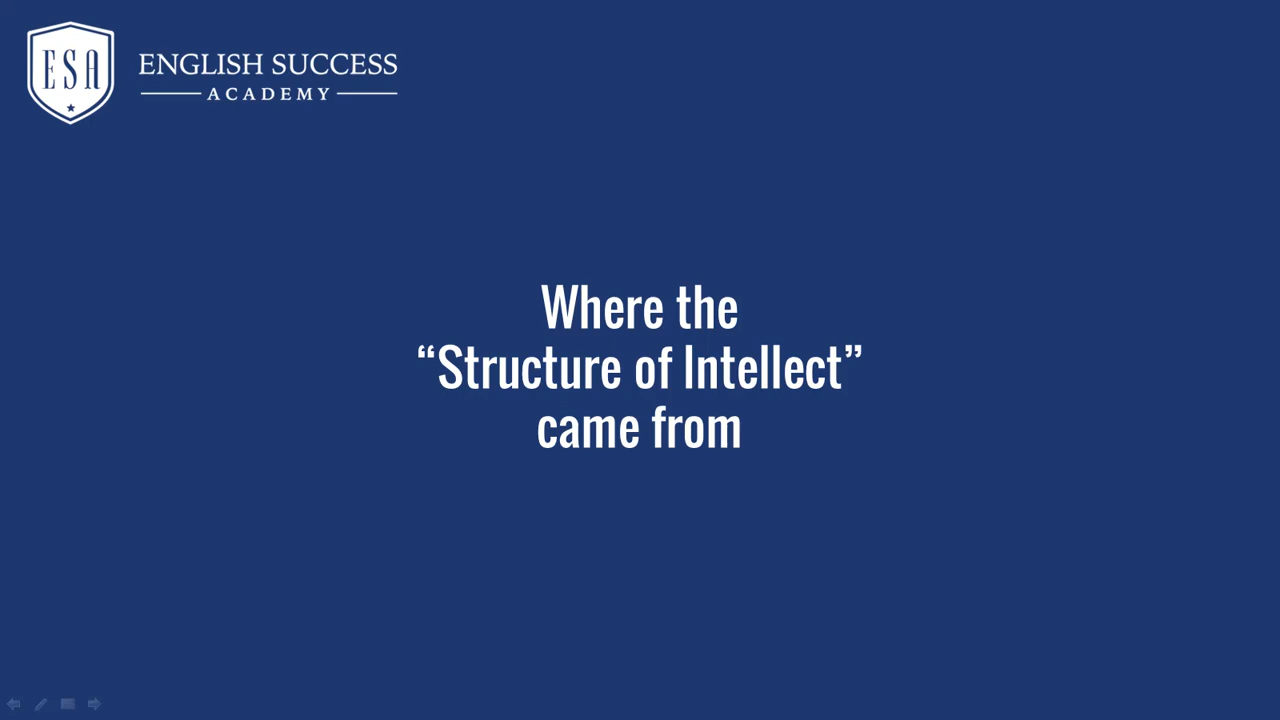 ESA
ENGLISH SUCCESS
ACADEMY
Where the
“Structure of Intellect”
came from